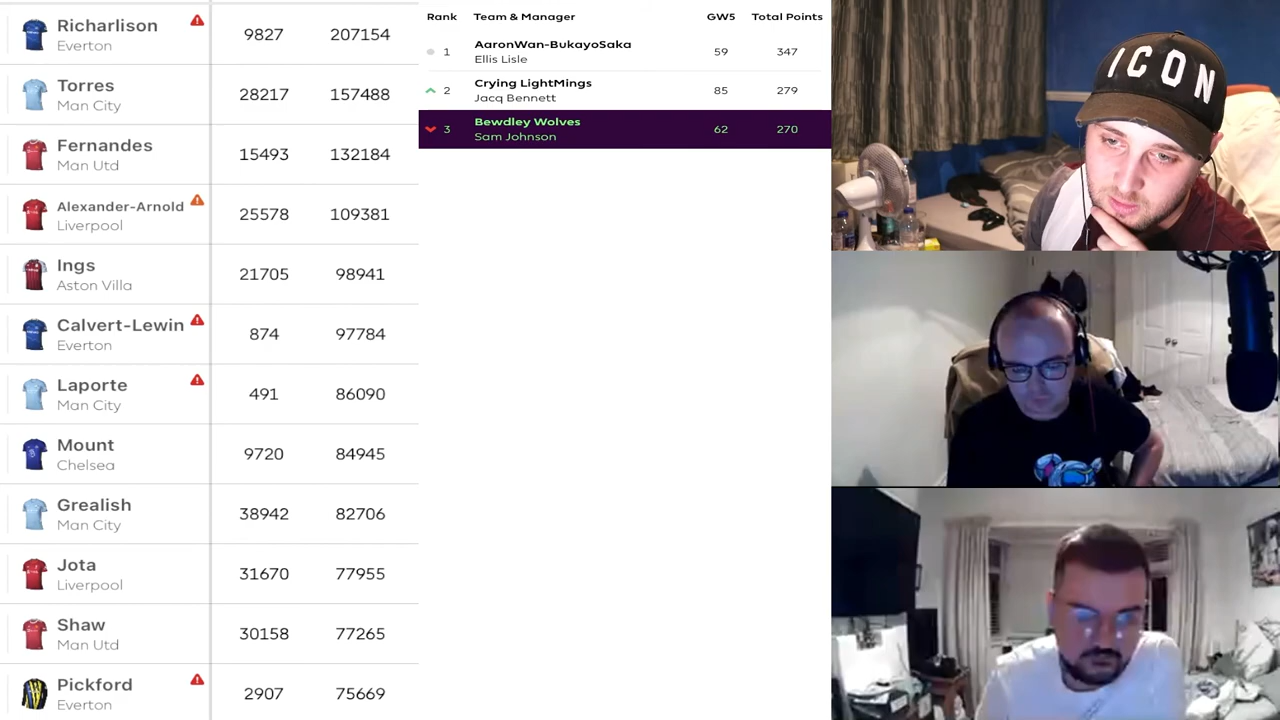 Richarlison
Everton
9827 207154
Torres
Man City
28217 157488
Fernandes
Man Utd
15493 132184
Alexander-Arnold
Liverpool
25578 109381
Ings
Aston Villa
21705 98941
Calvert-Lewin
Everton
874 97784
Laporte
Man City
491 86090
Mount
Chelsea
9720 84945
Grealish
Man City
38942 82706
Jota
Liverpool
31670 77955
Shaw
Man Utd
30158 77265
Pickford
Everton
2907 75669
Rank Team & Manager GW5 Total Points
1 AaronWan-BukayoSaka 59 347
Ellis Lisle
2 Crying LightMings 85 279
Jacq Bennett
3 Bewdley Wolves 62 270
Sam Johnson
ICON